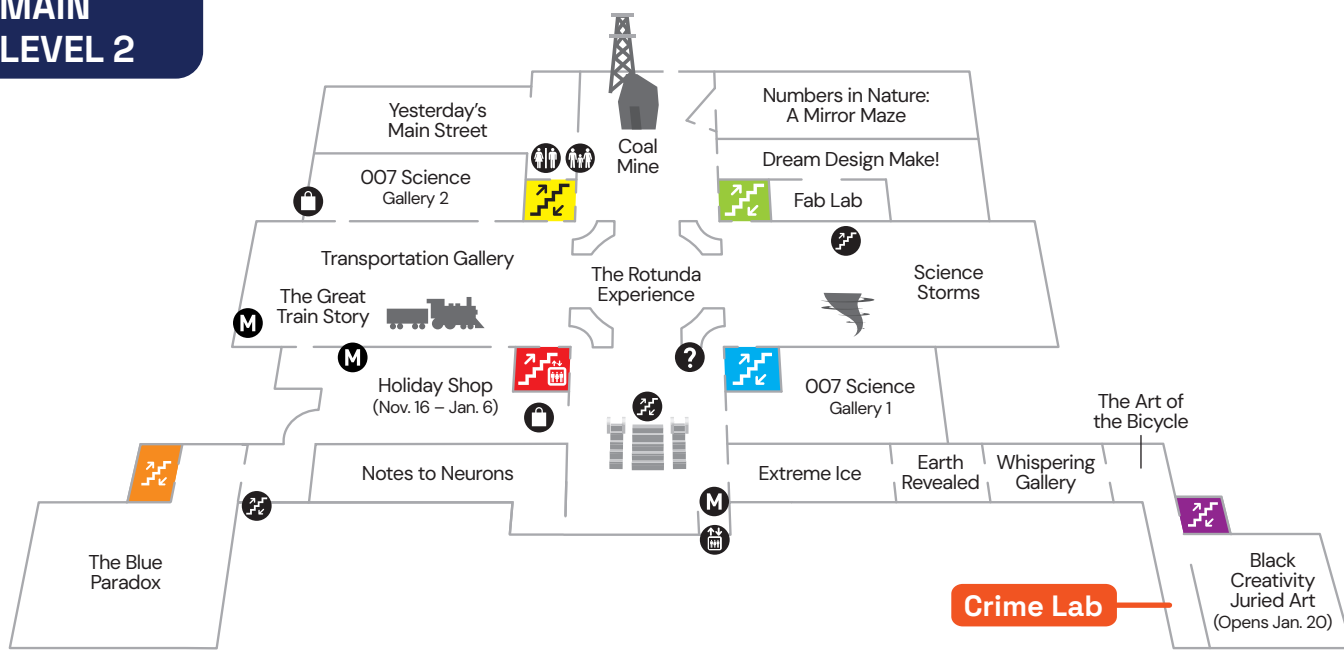 MAIN
LEVEL 2
Yesterday's
Main Street
Coal
Mine
Numbers in Nature:
A Mirror Maze
Dream Design Make!
007 Science
Gallery 2
Fab Lab
Transportation Gallery
The Rotunda
Experience
Science
Storms
The Great
Train Story
M
M
?
Holiday Shop
(Nov. 16 – Jan. 6)
007 Science
Gallery 1
The Art of
the Bicycle
Notes to Neurons
Extreme Ice
Earth
Revealed
Whispering
Gallery
M
The Blue
Paradox
Black
Creativity
Juried Art
(Opens Jan. 20)
Crime Lab